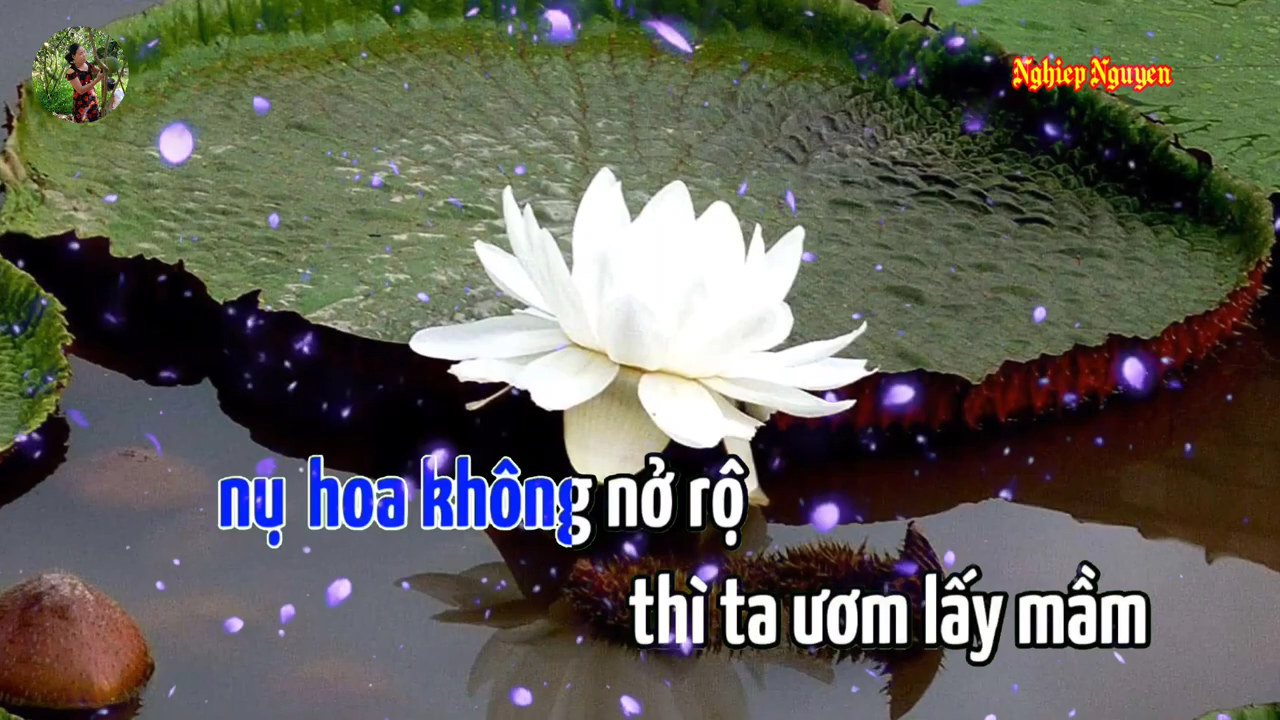 Nghiep Nguyen
nụ hoa không nở rộ
thì ta ươm lấy mầm